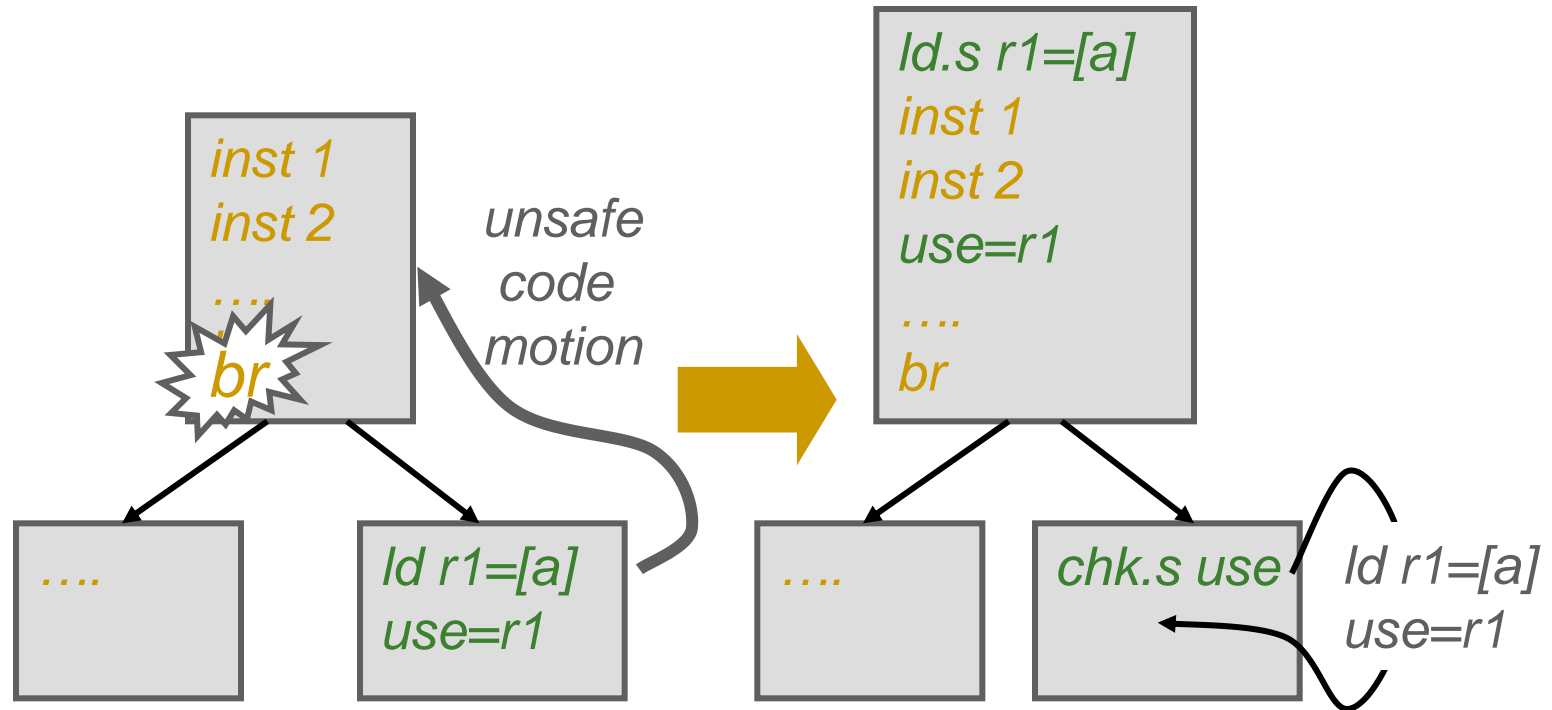 inst 1
inst 2
….
br
unsafe
code
motion
….
ld r1=[a]
use=r1
ld.s r1=[a]
inst 1
inst 2
use=r1
….
br
….
chk.s use
ld r1=[a]
use=r1